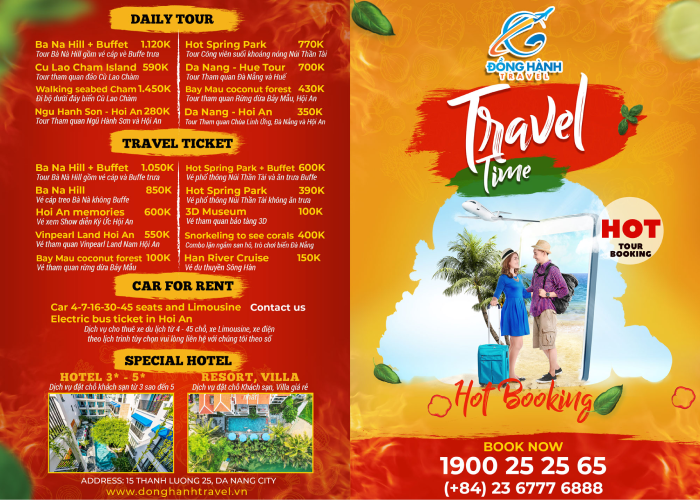 DAILY TOUR
Ba Na Hill + Buffet 1.120K
Tour Bà Nà Hill gồm vé cáp vé Buffe trưa
Cu Lao Cham Island 590K
Tour tham quan đảo Cù Lao Chàm
Walking seabed Cham 1.450K
Đi bộ dưới đáy biển Cù Lao Chàm
Ngu Hanh Son - Hoi An 280K
Tour Tham quan Ngũ Hành Sơn và Hội An
Hot Spring Park 770K
Tour Công viên suối khoáng nóng Núi Thần Tài
Da Nang - Hue Tour 700K
Tour Tham quan Đà Nẵng và Huế
Bay Mau coconut forest 430K
Tour tham quan Rừng dừa Bảy Mẫu, Hội An
Da Nang - Hoi An 350K
Tour Tham quan Chùa Linh Ứng, Đà Nẵng và Hội An
TRAVEL TICKET
Ba Na Hill + Buffet 1.050K
Tour Bà Nà Hill gồm vé cáp và Buffe trưa
Ba Na Hill 850K
Vé cáp treo Bà Nà không Buffe
Hoi An memories 600K
Vé xem Show diễn Ký Ức Hội An
Vinpearl Land Hoi An 550K
Vé tham quan Vinpearl Land Nam Hội An
Bay Mau coconut forest 100K
Vé tham quan rừng dừa Bảy Mẫu
Hot Spring Park + Buffet 600K
Vé phổ thông Núi Thần Tài và ăn trưa Buffe
Hot Spring Park 390K
Vé phổ thông Núi Thần Tài không ăn trưa
3D Museum 100K
Vé tham quan bảo tàng 3D
Snorkeling to see corals 400K
Combo lặn ngắm san hô, trò chơi biển Đà Nẵng
Han River Cruise 150K
Vé du thuyền Sông Hàn
CAR FOR RENT
Car 4-7-16-30-45 seats and Limousine Contact us
Electric bus ticket in Hoi An
Dịch vụ cho thuê xe du lịch từ 4 - 45 chỗ, xe Limousine, xe điện
theo lịch trình tùy chọn vui lòng liên hệ với chúng tôi theo số
SPECIAL HOTEL
HOTEL 3* - 5*
Dịch vụ đặt chỗ khách sạn từ 3 sao đến 5
RESORT, VILLA
Dịch vụ đặt chỗ Khách sạn, Villa giá rẻ
ADDRESS: 15 THANH LUONG 25, DA NANG CITY
www.donghanhtravel.vn
ĐỒNG HÀNH
TRAVEL
Travel
Time
HOT
TOUR
BOOKING
Hot Booking
BOOK NOW
1900 25 25 65
(+84) 23 6777 6888